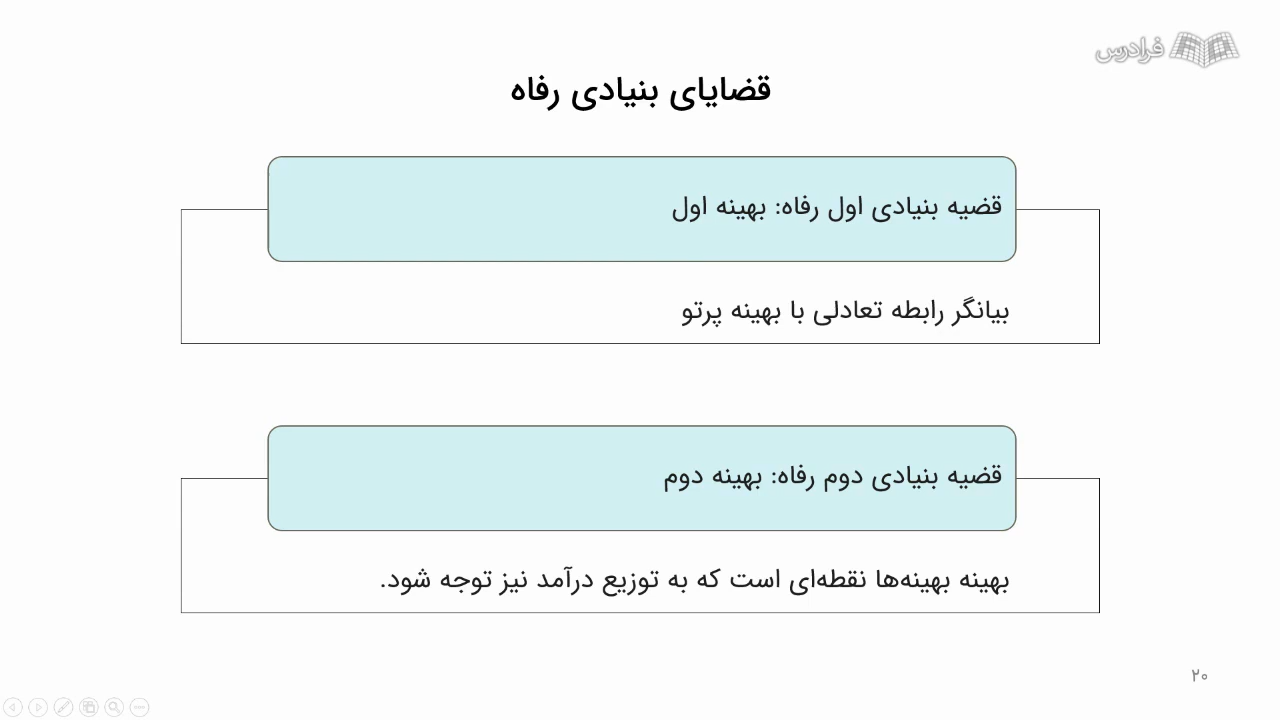 فرادرس
قضایای بنیادی رفاه
قضیه بنیادی اول رفاه: بهینه اول
بیانگر رابطه تعادلی با بهینه پرتو
قضیه بنیادی دوم رفاه: بهینه دوم
بهینه بهینه‌ها نقطه‌ای است که به توزیع درآمد نیز توجه شود.
۲۰